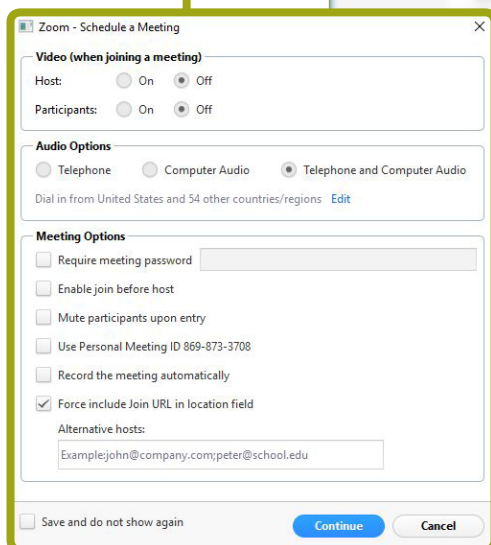 Zoom - Schedule a Meeting
Video (when joining a meeting)
Host: On Off
Participants: On Off
Audio Options
Telephone Computer Audio Telephone and Computer Audio
Dial in from United States and 54 other countries/regions Edit
Meeting Options
Require meeting password
Enable join before host
Mute participants upon entry
Use Personal Meeting ID 869-873-3708
Record the meeting automatically
Force include Join URL in location field
Alternative hosts:
Example:john@company.com;peter@school.edu
Save and do not show again Continue Cancel